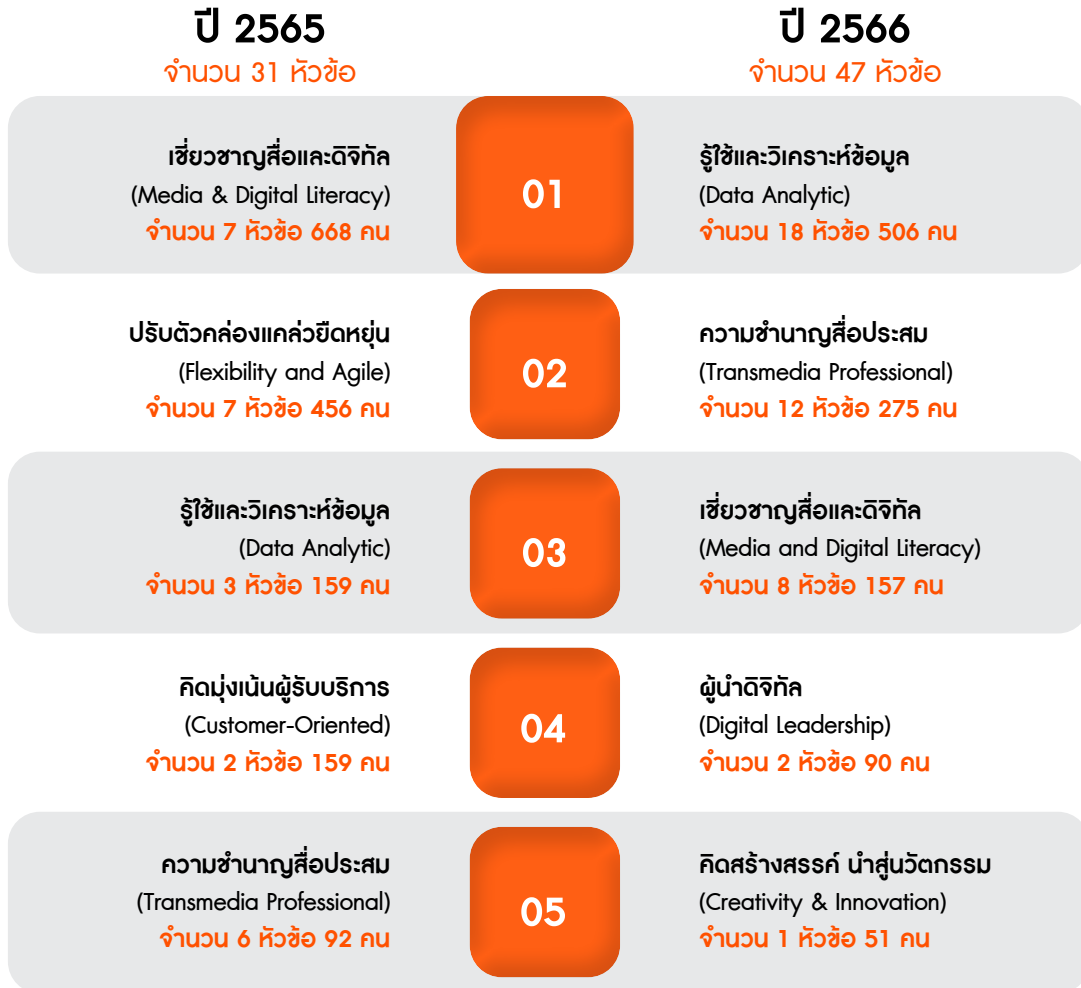 ปี 2565
จำนวน 31 หัวข้อ
ปี 2566
จำนวน 47 หัวข้อ
เชี่ยวชาญสื่อและดิจิทัล
(Media & Digital Literacy)
จำนวน 7 หัวข้อ 668 คน
01
รู้ใช้และวิเคราะห์ข้อมูล
(Data Analytic)
จำนวน 18 หัวข้อ 506 คน
ปรับตัวคล่องแคล่วยืดหยุ่น
(Flexibility and Agile)
จำนวน 7 หัวข้อ 456 คน
02
ความชำนาญสื่อประสม
(Transmedia Professional)
จำนวน 12 หัวข้อ 275 คน
รู้ใช้และวิเคราะห์ข้อมูล
(Data Analytic)
จำนวน 3 หัวข้อ 159 คน
03
เชี่ยวชาญสื่อและดิจิทัล
(Media and Digital Literacy)
จำนวน 8 หัวข้อ 157 คน
คิดมุ่งเน้นผู้รับบริการ
(Customer-Oriented)
จำนวน 2 หัวข้อ 159 คน
04
ผู้นำดิจิทัล
(Digital Leadership)
จำนวน 2 หัวข้อ 90 คน
ความชำนาญสื่อประสม
(Transmedia Professional)
จำนวน 6 หัวข้อ 92 คน
05
คิดสร้างสรรค์ นำสู่นวัตกรรม
(Creativity & Innovation)
จำนวน 1 หัวข้อ 51 คน